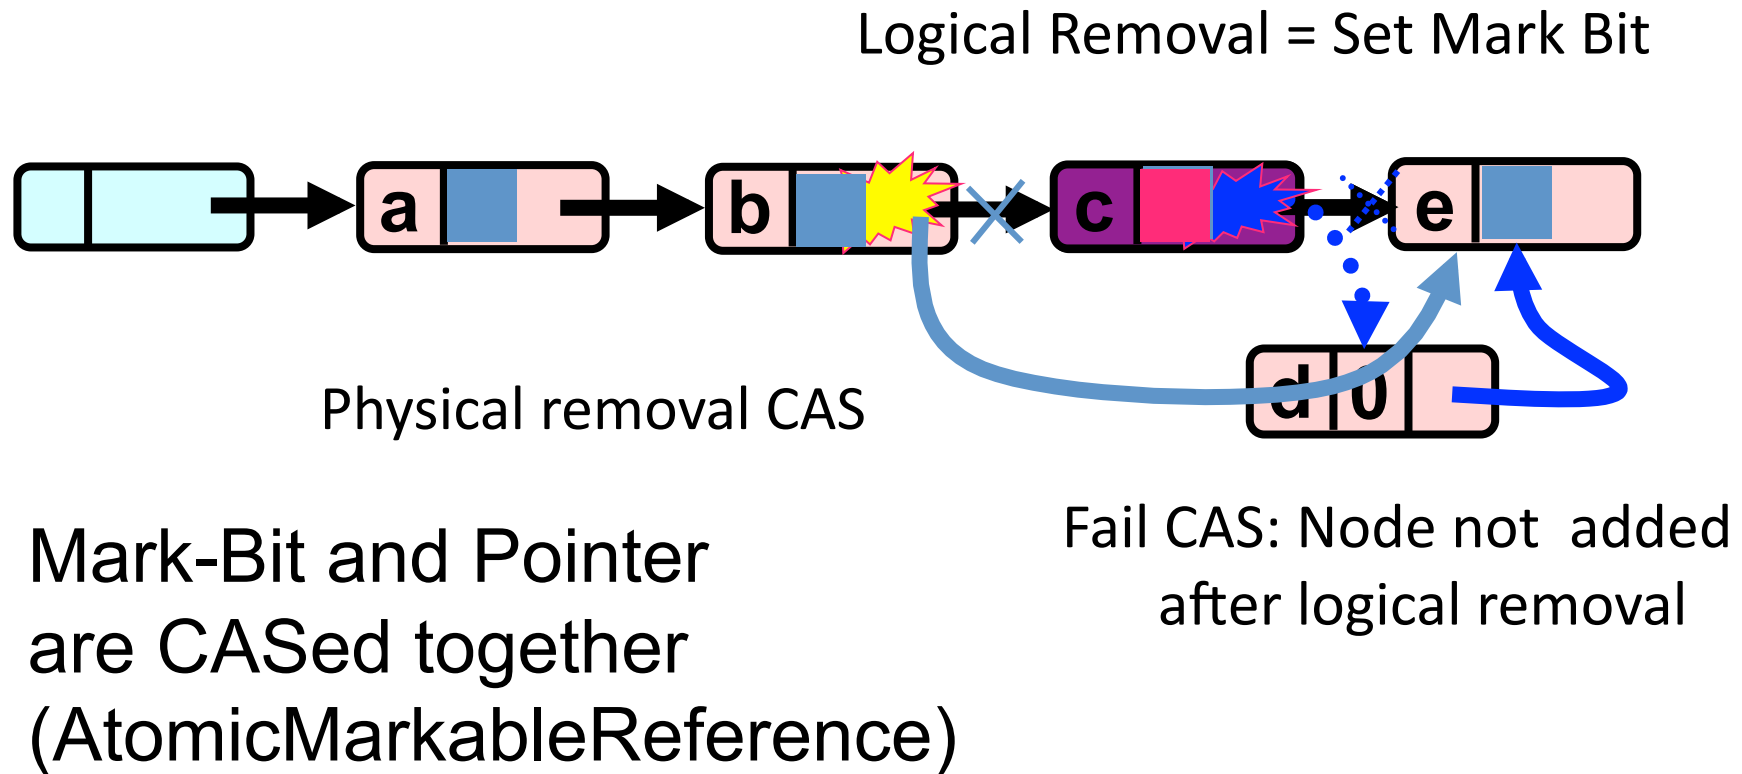 Logical Removal = Set Mark Bit
a b c e
d 0
Physical removal CAS
Fail CAS: Node not added
after logical removal
Mark-Bit and Pointer
are CASed together
(AtomicMarkableReference)